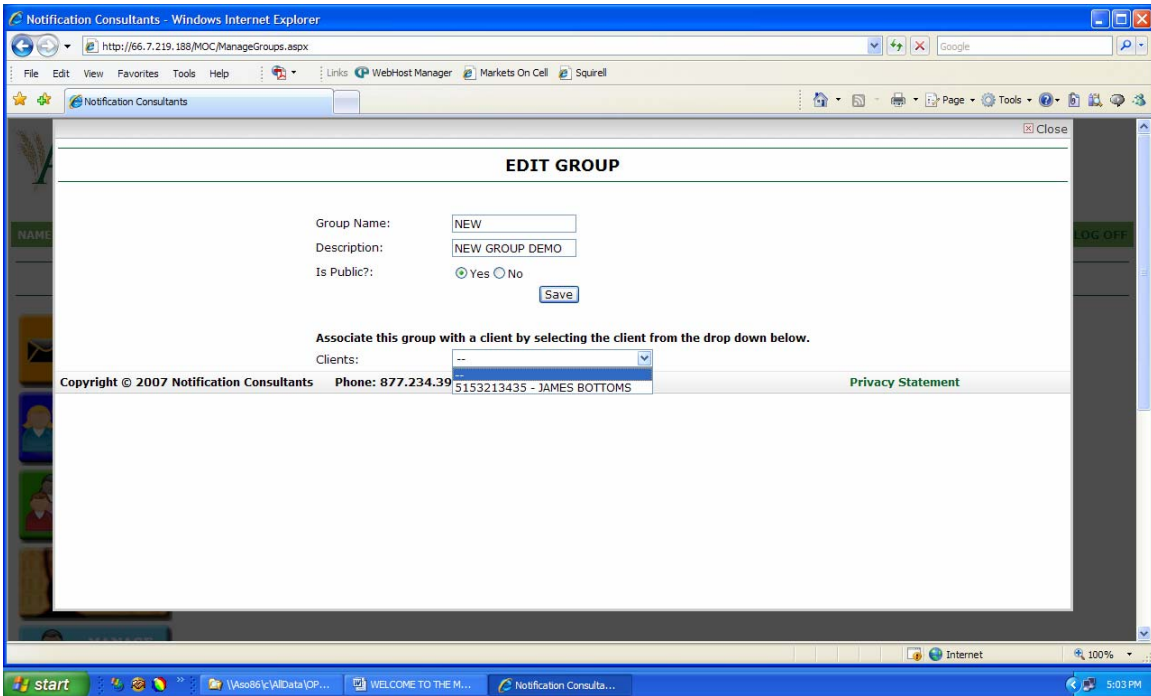 Notification Consultants - Windows Internet Explorer
http://66.7.219.188/MOC/ManageGroups.aspx
Google
File Edit View Favorites Tools Help
Links WebHost Manager Markets On Cell Squirell
Notification Consultants
Page Tools
Close
EDIT GROUP
NAME
LOG OFF
Group Name: NEW
Description: NEW GROUP DEMO
Is Public?: Yes No
Save
Associate this group with a client by selecting the client from the drop down below.
Clients: --
--
5153213435 - JAMES BOTTOMS
Copyright © 2007 Notification Consultants Phone: 877.234.39 Privacy Statement
MANAGE
Internet 100%
start \\Aso86\c\AllData\OP... WELCOME TO THE M... Notification Consulta... 5:03 PM